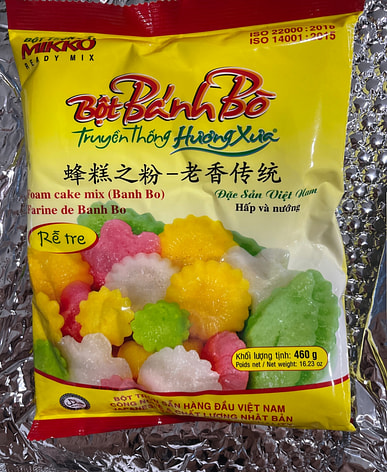 BỘT TRỘN
MIKKO
READY MIX
ISO 22000 : 2018
ISO 14001 : 2015
Bột Bánh Bò
Truyền Thống Hương Xưa
蜂糕之粉-老香传统
Foam cake mix (Banh Bo)
Farine de Banh Bo
Đặc Sản Việt Nam
Hấp và nướng
Rễ tre
Khối lượng tịnh: 460 g
Poids net / Net weight: 16.23 oz
HÀNG ĐẦU VIỆT NAM
CHẤT LƯỢNG NHẬT BẢN